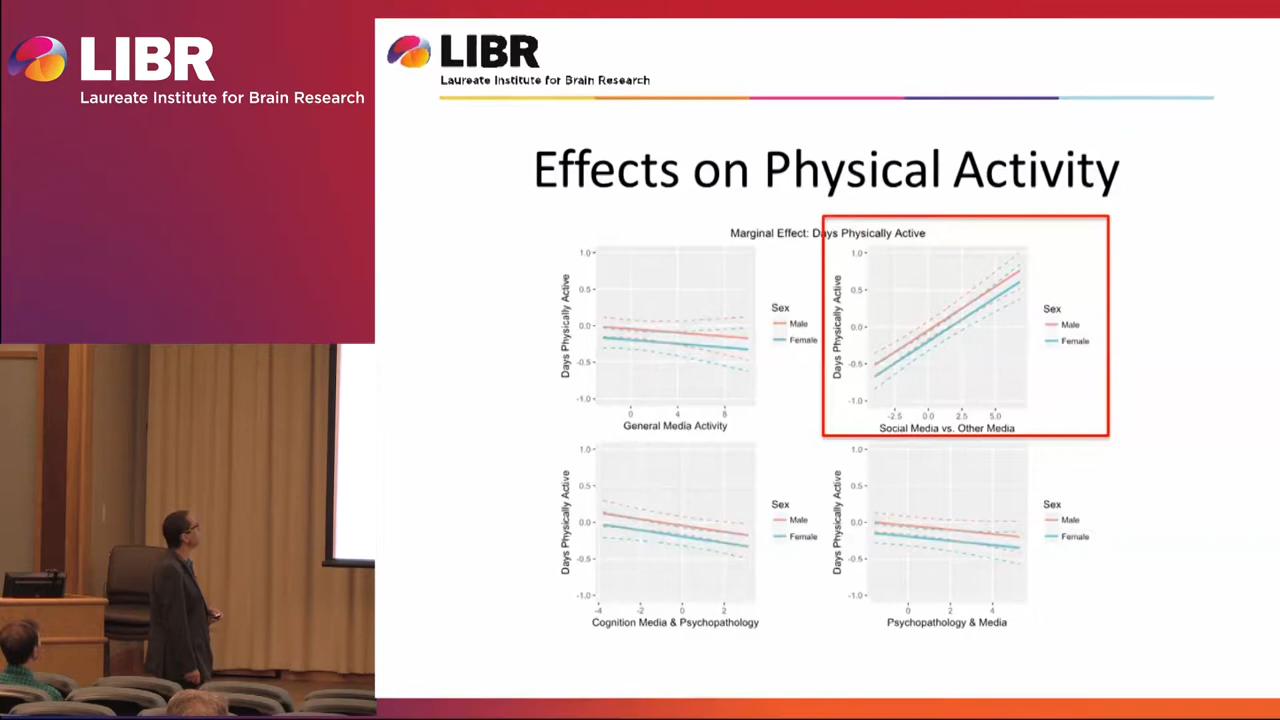 LIBR
Laureate Institute for Brain Research
LIBR
Laureate Institute for Brain Research
Effects on Physical Activity
Marginal Effect: Days Physically Active
Days Physically Active
1.0
0.5
0.0
-0.5
-1.0
0 4 8
General Media Activity
Sex
Male
Female
Days Physically Active
1.0
0.5
0.0
-0.5
-1.0
-2.5 0.0 2.5 5.0
Social Media vs. Other Media
Sex
Male
Female
Days Physically Active
1.0
0.5
0.0
-0.5
-1.0
-4 -2 0 2
Cognition Media & Psychopathology
Sex
Male
Female
Days Physically Active
1.0
0.5
0.0
-0.5
-1.0
0 2 4
Psychopathology & Media
Sex
Male
Female